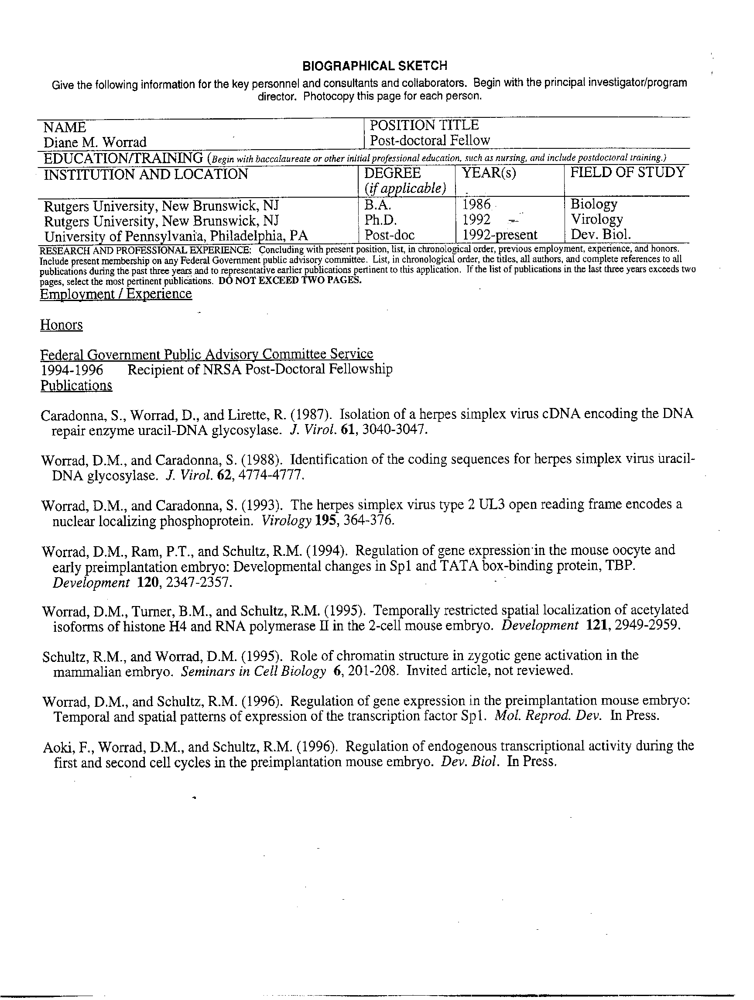 BIOGRAPHICAL SKETCH
Give the following information for the key personnel and consultants and collaborators. Begin with the principal investigator/program
director. Photocopy this page for each person.
NAME
Diane M. Worrad
POSITION TITLE
Post-doctoral Fellow
EDUCATION/TRAINING (Begin with baccalaureate or other initial professional education, such as nursing, and include postdoctoral training.)
INSTITUTION AND LOCATION DEGREE (if applicable) YEAR(s) FIELD OF STUDY
Rutgers University, New Brunswick, NJ B.A. 1986 Biology
Rutgers University, New Brunswick, NJ Ph.D. 1992 Virology
University of Pennsylvania, Philadelphia, PA Post-doc 1992-present Dev. Biol.
RESEARCH AND PROFESSIONAL EXPERIENCE: Concluding with present position, list, in chronological order, previous employment, experience, and honors.
Include present membership on any Federal Government public advisory committee. List, in chronological order, the titles, all authors, and complete references to all
publications during the past three years and to representative earlier publications pertinent to this application. If the list of publications in the last three years exceeds two
pages, select the most pertinent publications. DO NOT EXCEED TWO PAGES.
Employment / Experience
Honors
Federal Government Public Advisory Committee Service
1994-1996 Recipient of NRSA Post-Doctoral Fellowship
Publications
Caradonna, S., Worrad, D., and Lirette, R. (1987). Isolation of a herpes simplex virus cDNA encoding the DNA
repair enzyme uracil-DNA glycosylase. J. Virol. 61, 3040-3047.
Worrad, D.M., and Caradonna, S. (1988). Identification of the coding sequences for herpes simplex virus uracil-
DNA glycosylase. J. Virol. 62, 4774-4777.
Worrad, D.M., and Caradonna, S. (1993). The herpes simplex virus type 2 UL3 open reading frame encodes a
nuclear localizing phosphoprotein. Virology 195, 364-376.
Worrad, D.M., Ram, P.T., and Schultz, R.M. (1994). Regulation of gene expression in the mouse oocyte and
early preimplantation embryo: Developmental changes in Sp1 and TATA box-binding protein, TBP.
Development 120, 2347-2357.
Worrad, D.M., Turner, B.M., and Schultz, R.M. (1995). Temporally restricted spatial localization of acetylated
isoforms of histone H4 and RNA polymerase II in the 2-cell mouse embryo. Development 121, 2949-2959.
Schultz, R.M., and Worrad, D.M. (1995). Role of chromatin structure in zygotic gene activation in the
mammalian embryo. Seminars in Cell Biology 6, 201-208. Invited article, not reviewed.
Worrad, D.M., and Schultz, R.M. (1996). Regulation of gene expression in the preimplantation mouse embryo:
Temporal and spatial patterns of expression of the transcription factor Sp1. Mol. Reprod. Dev. In Press.
Aoki, F., Worrad, D.M., and Schultz, R.M. (1996). Regulation of endogenous transcriptional activity during the
first and second cell cycles in the preimplantation mouse embryo. Dev. Biol. In Press.